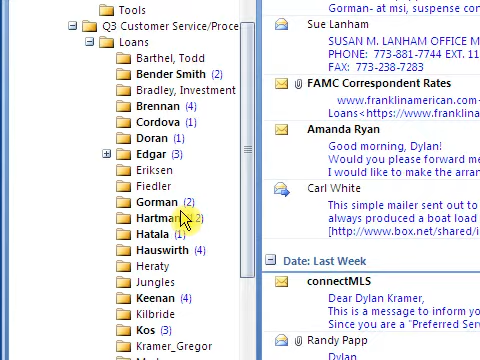 Tools
Q3 Customer Service/Proce
Loans
Barthel, Todd
Bender Smith (2)
Bradley, Investment
Brennan (4)
Cordova (1)
Doran (1)
Edgar (3)
Eriksen
Fiedler
Gorman (2)
Hartman 2)
Hatala (1)
Hauswirth (4)
Heraty
Jungles
Keenan (4)
Kilbride
Kos (3)
Kramer_Gregor
Gorman- at msi, suspense con
Sue Lanham
SUSAN M. LANHAM OFFICE M
PHONE: 773-881-7744 EXT. 11
FAX: 773-238-7283
FAMC Correspondent Rates
www.franklinamerican.com
Loans<https://www.franklinam
Amanda Ryan
Good morning, Dylan!
Would you please forward me
I would like to make the arran
Carl White
This simple mailer sent out to
always produced a boat load
[http://www.box.net/shared/i
Date: Last Week
connectMLS
Dear Dylan Kramer,
This is a message to inform yo
Since you are a "Preferred Serv
Randy Papp
Dylan